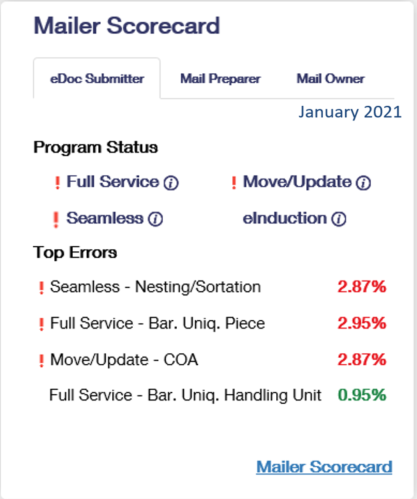 Mailer Scorecard
eDoc Submitter Mail Preparer Mail Owner
January 2021
Program Status
! Full Service ⓘ ! Move/Update ⓘ
! Seamless ⓘ eInduction ⓘ
Top Errors
! Seamless - Nesting/Sortation 2.87%
! Full Service - Bar. Uniq. Piece 2.95%
! Move/Update - COA 2.87%
Full Service - Bar. Uniq. Handling Unit 0.95%
Mailer Scorecard